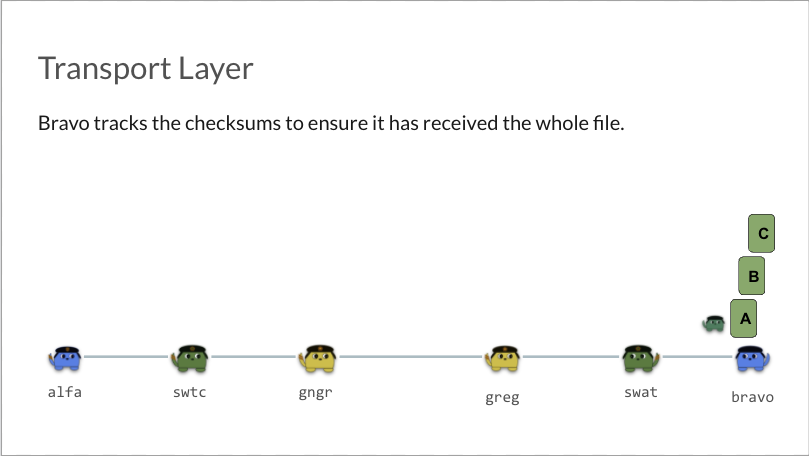 Transport Layer
Bravo tracks the checksums to ensure it has received the whole file.
C
B
A
alfa swtc gngr greg swat bravo